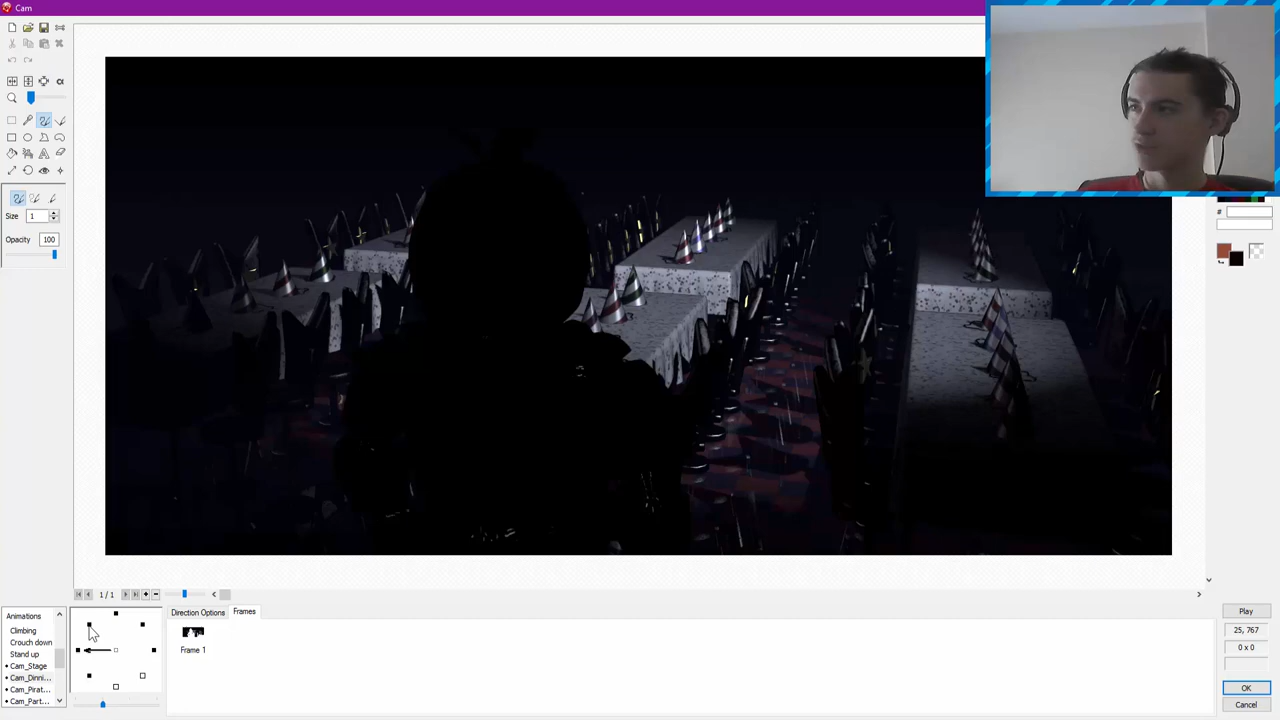 Cam
Size 1
Opacity 100
#
1 / 1
Animations
Climbing
Crouch down
Stand up
Cam_Stage
Cam_Dinni...
Cam_Pirat...
Cam_Part...
Direction Options
Frames
Frame 1
Play
25, 767
0 x 0
OK
Cancel